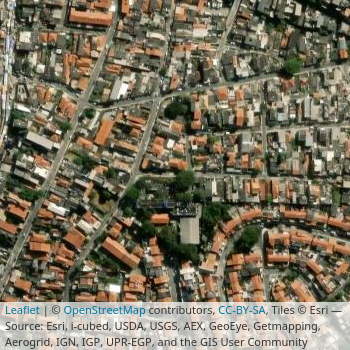 Leaflet | © OpenStreetMap contributors, CC-BY-SA, Tiles © Esri —
Source: Esri, i-cubed, USDA, USGS, AEX, GeoEye, Getmapping,
Aerogrid, IGN, IGP, UPR-EGP, and the GIS User Community